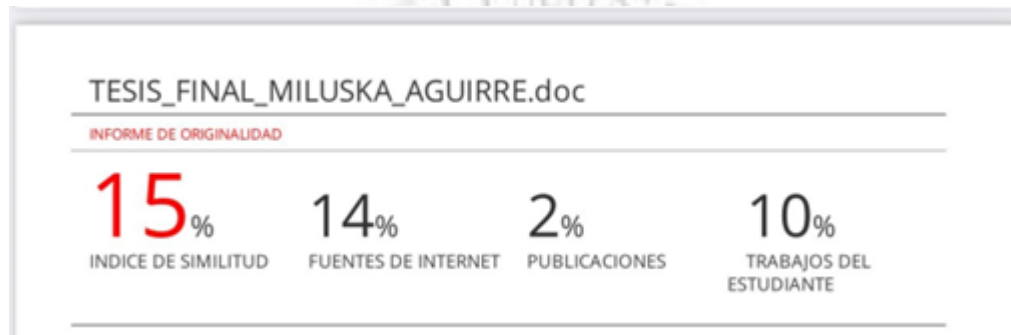 TESIS_FINAL_MILUSKA_AGUIRRE.doc
INFORME DE ORIGINALIDAD
15% 14% 2% 10%
INDICE DE SIMILITUD FUENTES DE INTERNET PUBLICACIONES TRABAJOS DEL
ESTUDIANTE